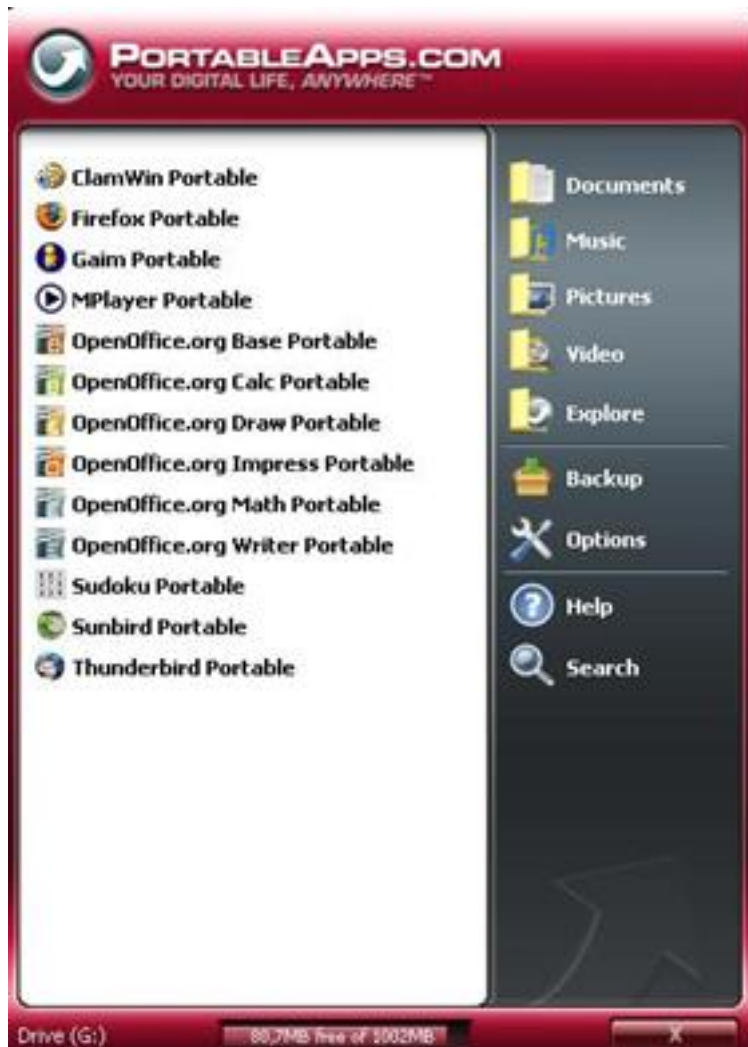 PORTABLEAPPS.COM
YOUR DIGITAL LIFE, ANYWHERE™
ClamWin Portable
Firefox Portable
Gaim Portable
MPlayer Portable
OpenOffice.org Base Portable
OpenOffice.org Calc Portable
OpenOffice.org Draw Portable
OpenOffice.org Impress Portable
OpenOffice.org Math Portable
OpenOffice.org Writer Portable
Sudoku Portable
Sunbird Portable
Thunderbird Portable
Documents
Music
Pictures
Video
Explore
Backup
Options
Help
Search
Drive (G:)
80,7MB free of 1002MB
X